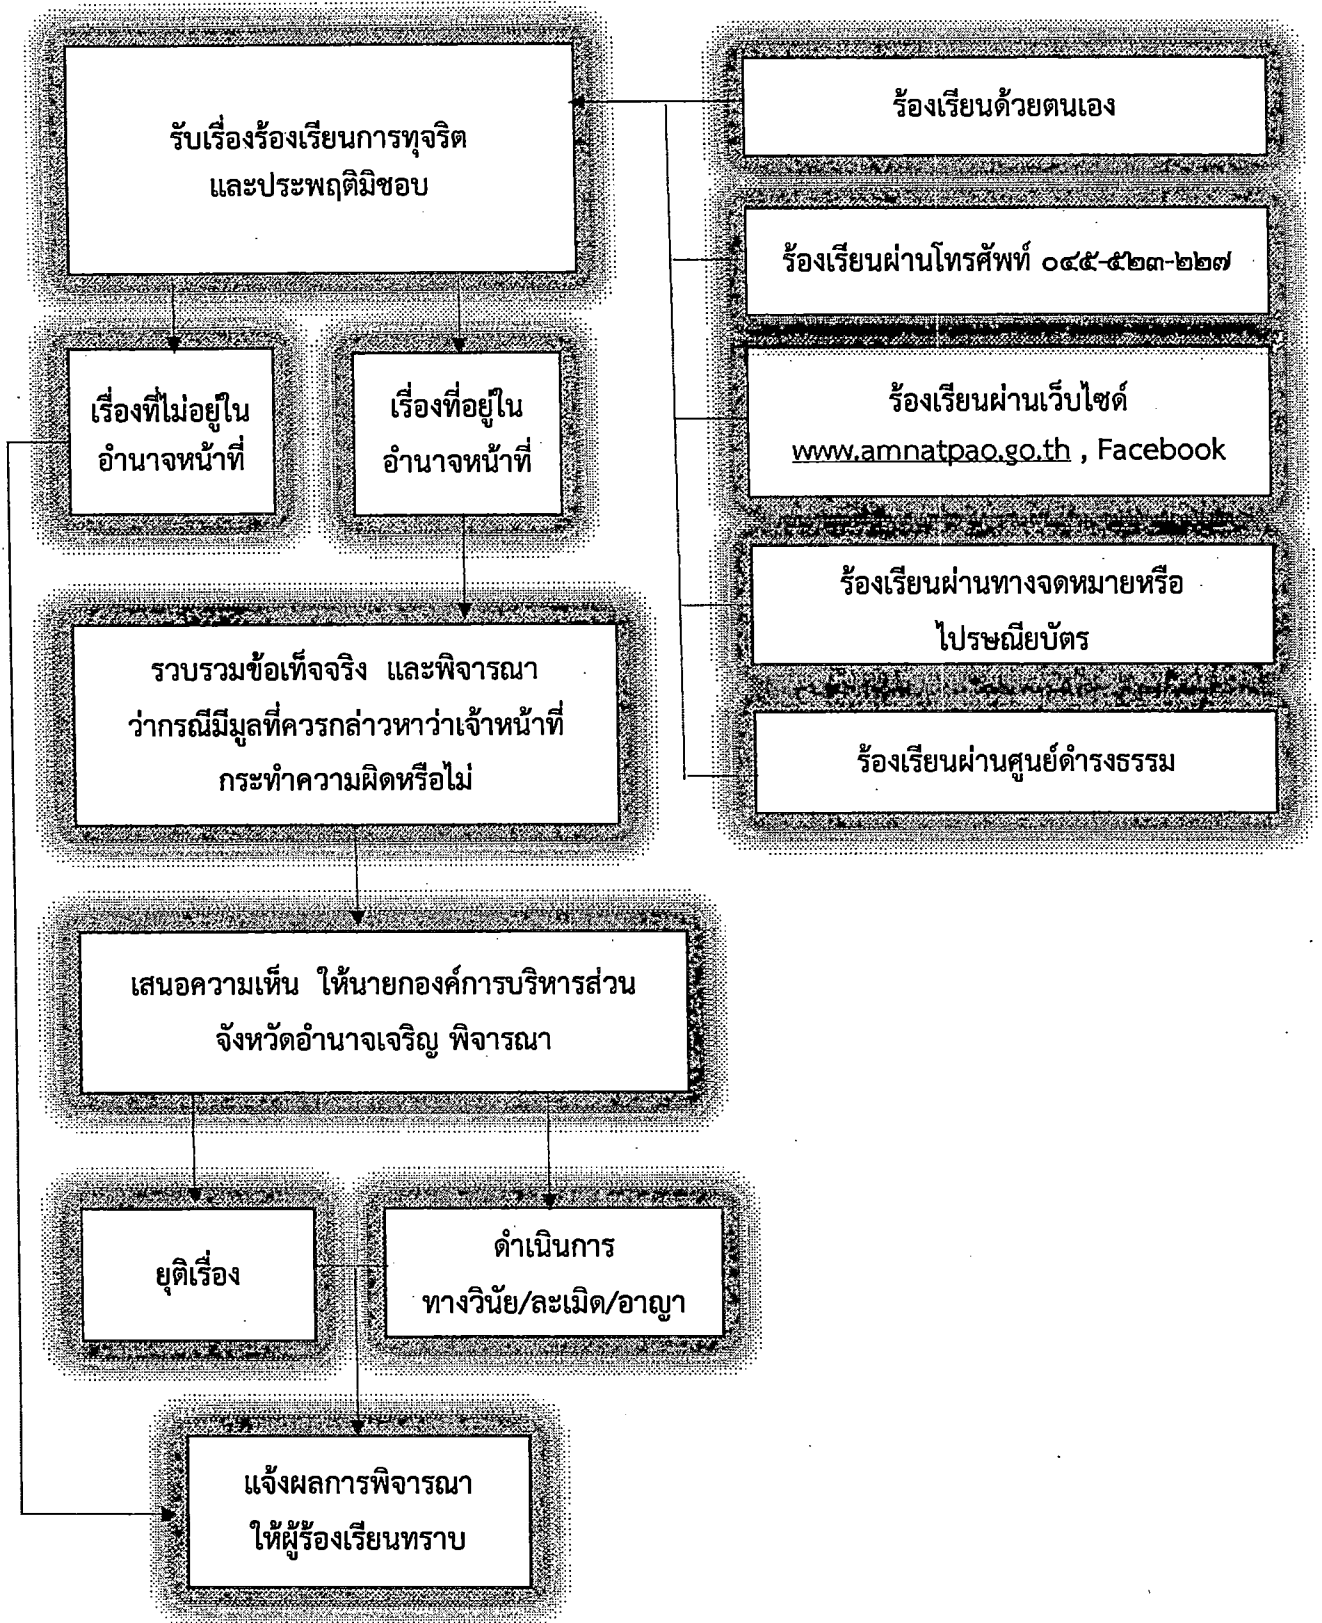 รับเรื่องร้องเรียนการทุจริต
และประพฤติมิชอบ
ร้องเรียนด้วยตนเอง
ร้องเรียนผ่านโทรศัพท์ ๐๔๕-๕๒๓-๒๒๗
ร้องเรียนผ่านเว็บไซด์
www.amnatpao.go.th , Facebook
ร้องเรียนผ่านทางจดหมายหรือ
ไปรษณียบัตร
ร้องเรียนผ่านศูนย์ดำรงธรรม
เรื่องที่ไม่อยู่ใน
อำนาจหน้าที่
เรื่องที่อยู่ใน
อำนาจหน้าที่
รวบรวมข้อเท็จจริง และพิจารณา
ว่ากรณีมีมูลที่ควรกล่าวหาว่าเจ้าหน้าที่
กระทำความผิดหรือไม่
เสนอความเห็น ให้นายกองค์การบริหารส่วน
จังหวัดอำนาจเจริญ พิจารณา
ยุติเรื่อง
ดำเนินการ
ทางวินัย/ละเมิด/อาญา
แจ้งผลการพิจารณา
ให้ผู้ร้องเรียนทราบ